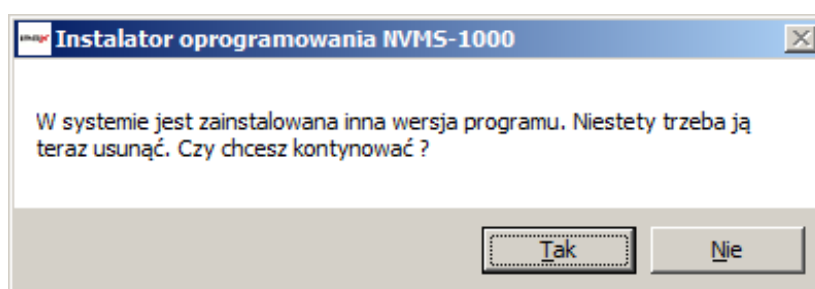 Instalator oprogramowania NVMS-1000
W systemie jest zainstalowana inna wersja programu. Niestety trzeba ją
teraz usunąć. Czy chcesz kontynować ?
Tak
Nie